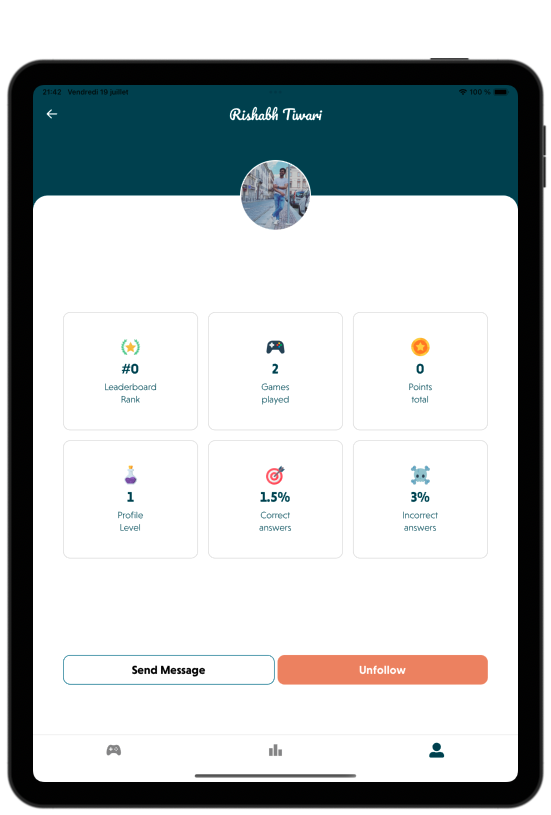 21:42 Vendredi 19 juillet
100 %
Rishabh Tiwari
#0
Leaderboard
Rank
2
Games
played
0
Points
total
1
Profile
Level
1.5%
Correct
answers
3%
Incorrect
answers
Send Message
Unfollow